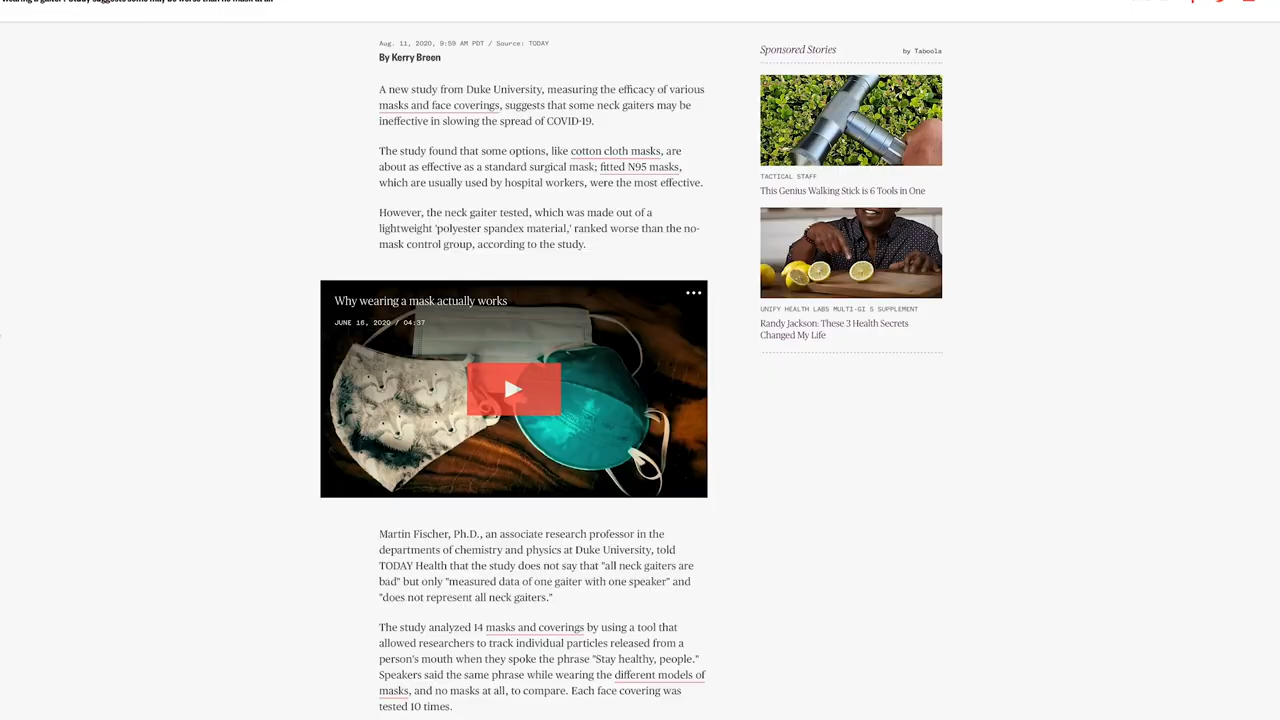 wearing a gaiter? Study suggests some may be worse than no mask at all
Aug. 11, 2020, 9:59 AM PDT / Source: TODAY
By Kerry Breen
A new study from Duke University, measuring the efficacy of various
masks and face coverings, suggests that some neck gaiters may be
ineffective in slowing the spread of COVID-19.
The study found that some options, like cotton cloth masks, are
about as effective as a standard surgical mask; fitted N95 masks,
which are usually used by hospital workers, were the most effective.
However, the neck gaiter tested, which was made out of a
lightweight 'polyester spandex material,' ranked worse than the no-
mask control group, according to the study.
Why wearing a mask actually works
JUNE 16, 2020 / 04:37
Martin Fischer, Ph.D., an associate research professor in the
departments of chemistry and physics at Duke University, told
TODAY Health that the study does not say that "all neck gaiters are
bad" but only "measured data of one gaiter with one speaker" and
"does not represent all neck gaiters."
The study analyzed 14 masks and coverings by using a tool that
allowed researchers to track individual particles released from a
person's mouth when they spoke the phrase "Stay healthy, people."
Speakers said the same phrase while wearing the different models of
masks, and no masks at all, to compare. Each face covering was
tested 10 times.
Sponsored Stories
by Taboola
TACTICAL STAFF
This Genius Walking Stick is 6 Tools in One
UNIFY HEALTH LABS MULTI-GI 5 SUPPLEMENT
Randy Jackson: These 3 Health Secrets
Changed My Life